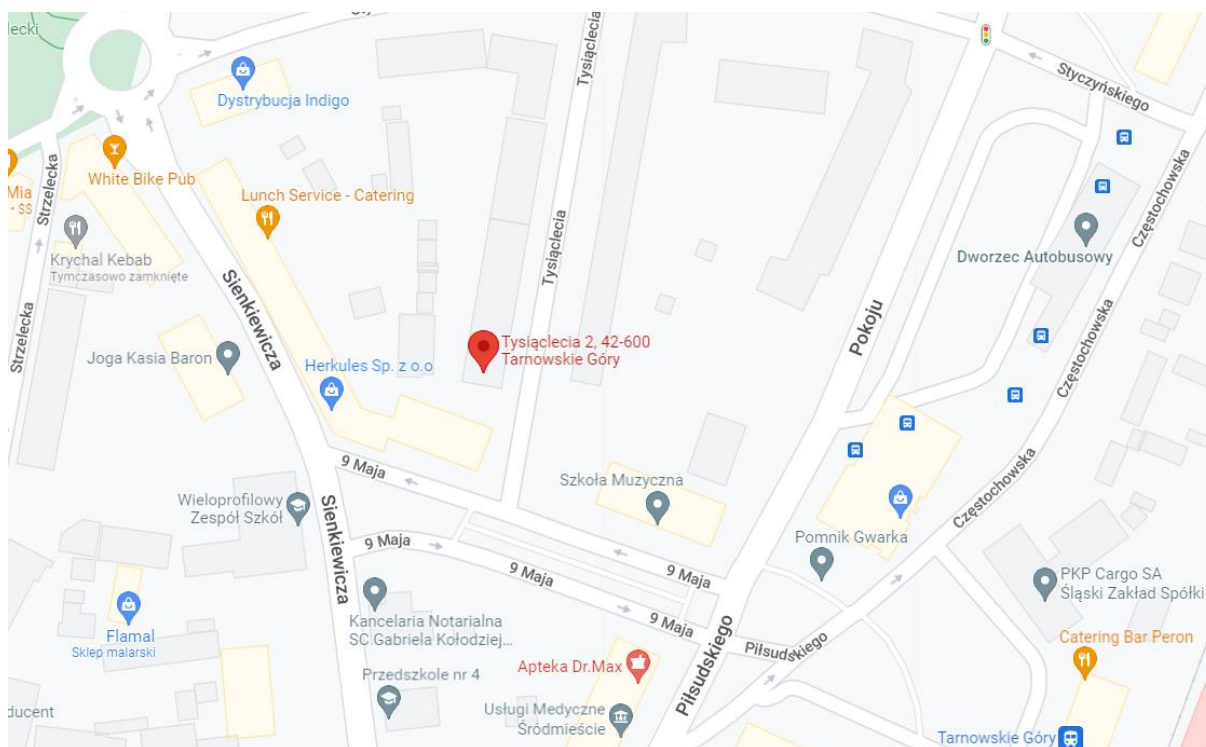 lecki
Dystrybucja Indigo
Tysiąclecia
Styczyńskiego
White Bike Pub
Mia
• $$
Strzelecka
Lunch Service - Catering
Krychal Kebab
Tymczasowo zamknięte
Sienkiewicza
Tysiąclecia
Dworzec Autobusowy
Częstochowska
Strzelecka
Joga Kasia Baron
Herkules Sp. z o.o
Tysiąclecia 2, 42-600
Tarnowskie Góry
Pokoju
Częstochowska
9 Maja
Szkoła Muzyczna
Wieloprofilowy
Zespół Szkół
Sienkiewicza
9 Maja
9 Maja
9 Maja
9 Maja
Pomnik Gwarka
Częstochowska
PKP Cargo SA
Śląski Zakład Spółki
Kancelaria Notarialna
SC Gabriela Kołodziej...
Flamal
Sklep malarski
Piłsudskiego
Piłsudskiego
Catering Bar Peron
Apteka Dr.Max
Przedszkole nr 4
Usługi Medyczne
Śródmieście
ducent
Tarnowskie Góry